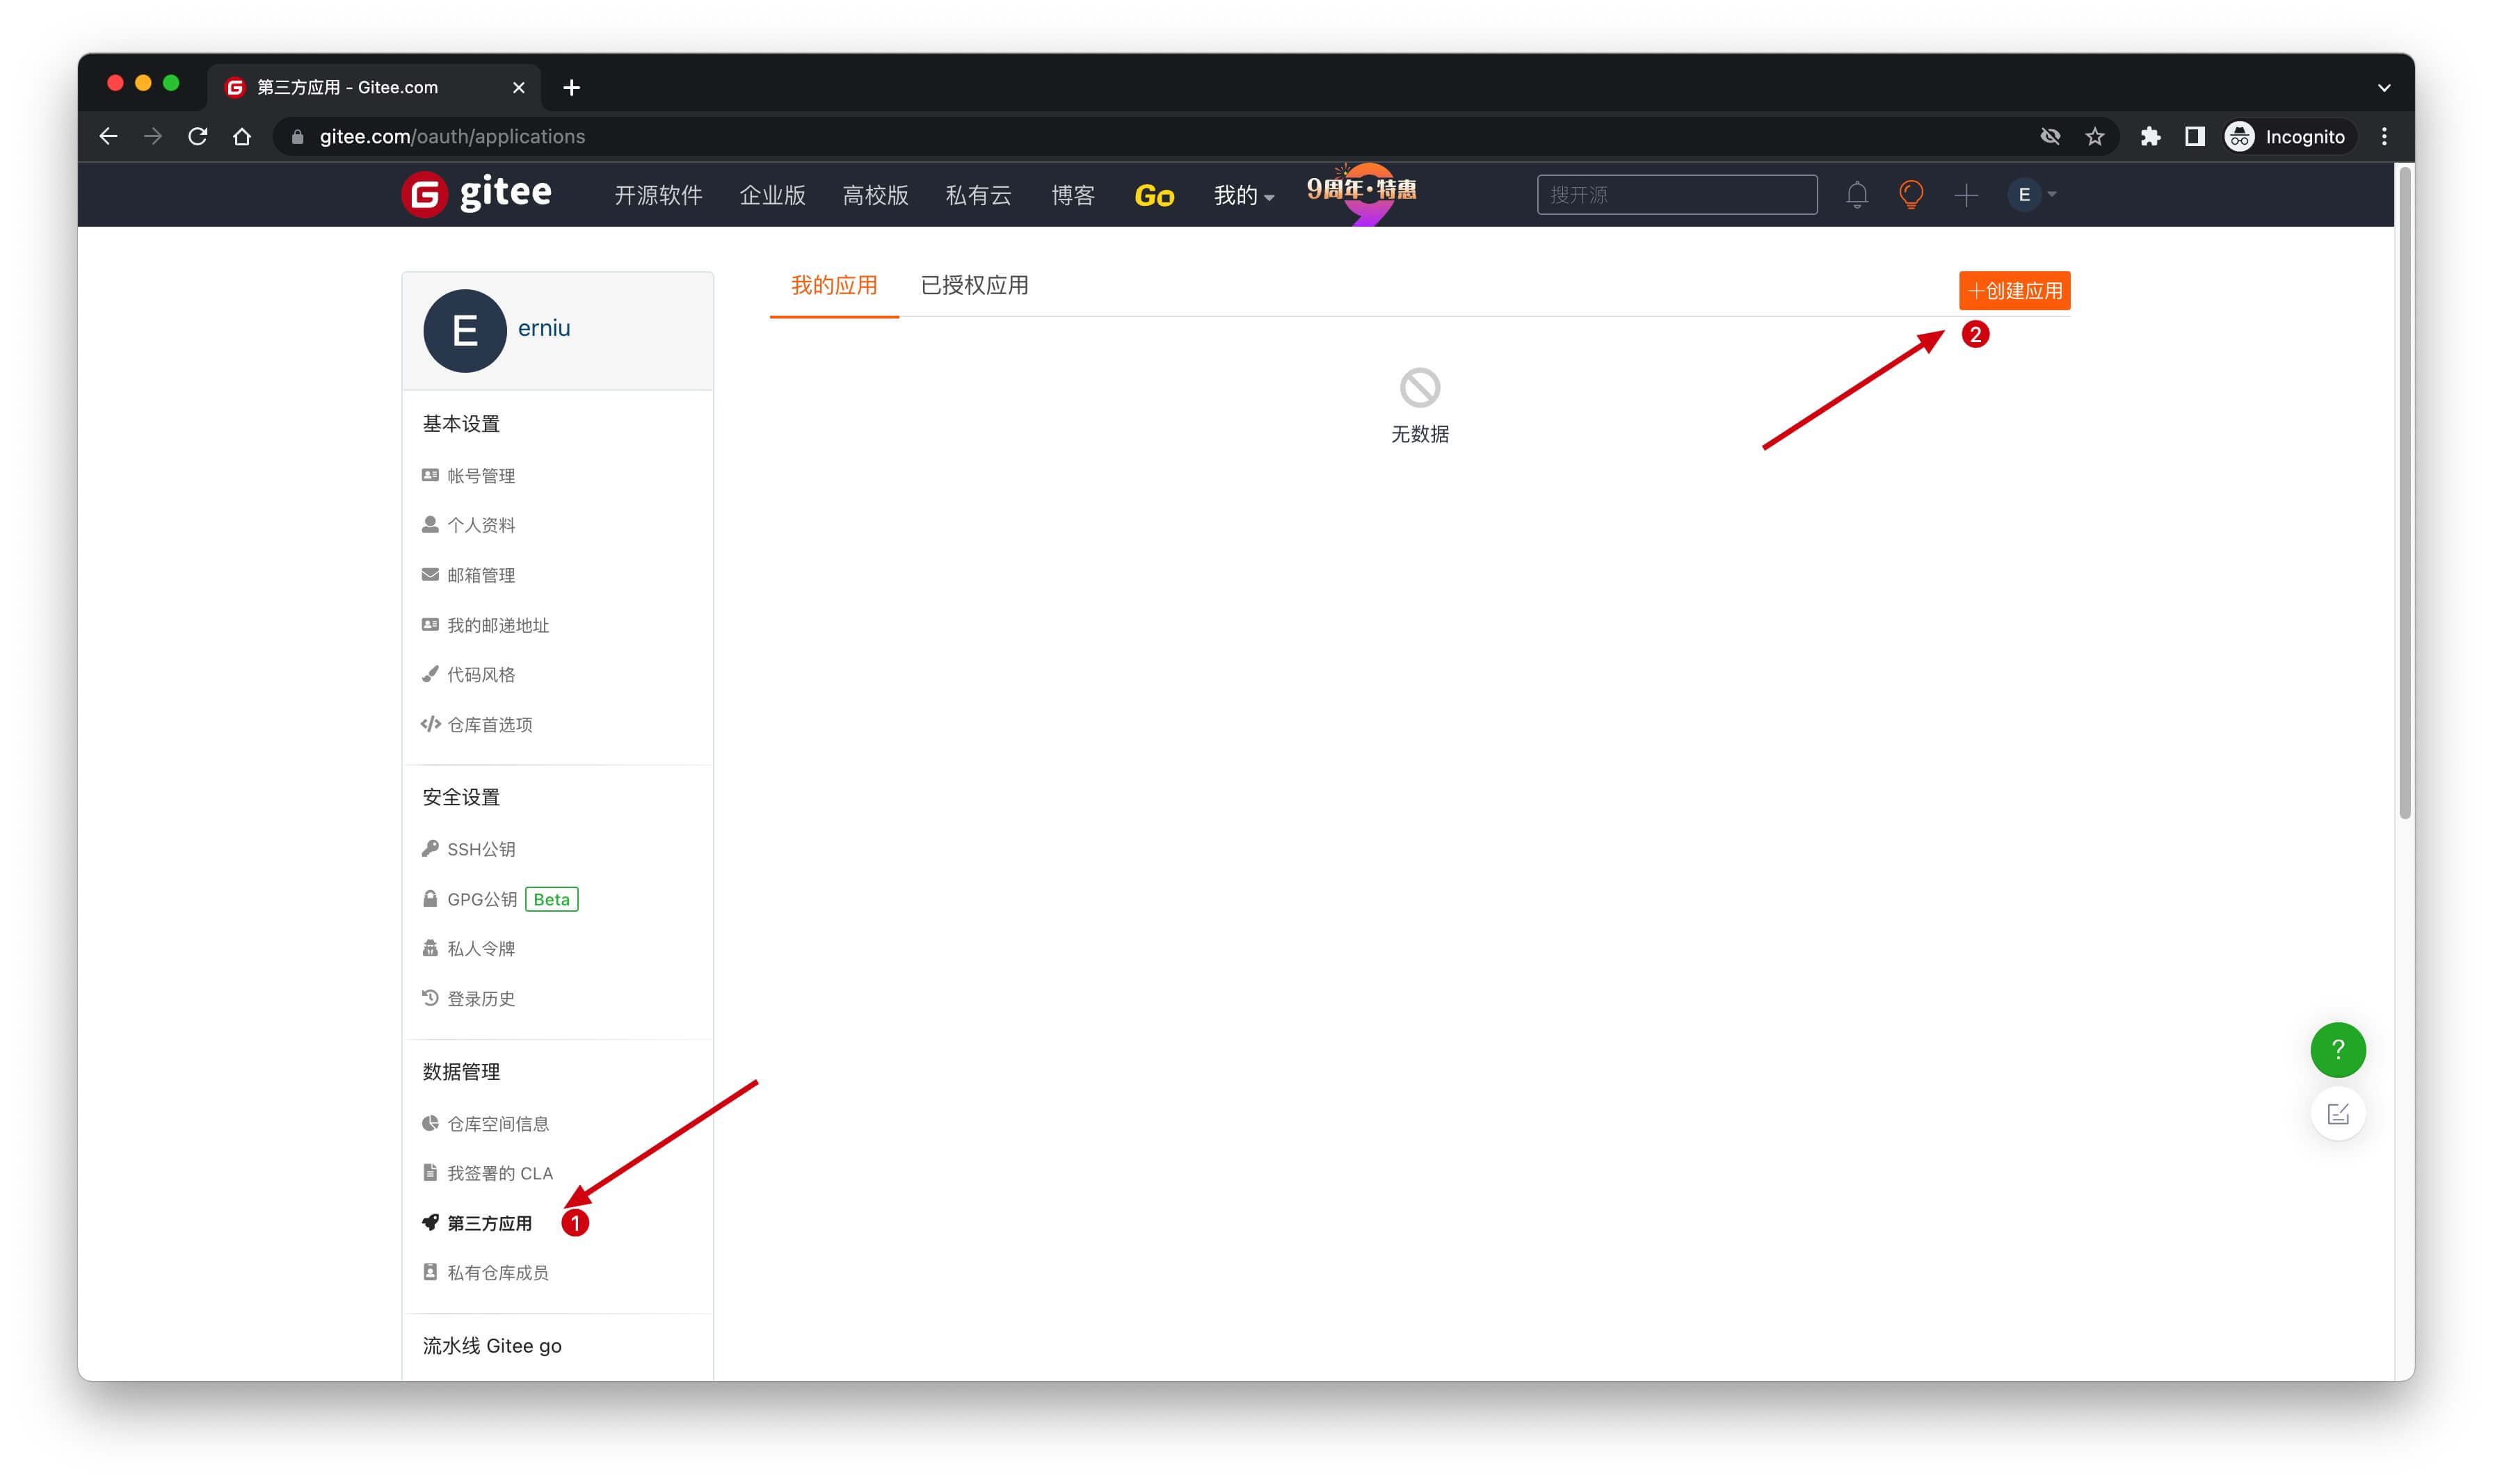 第三方应用 - Gitee.com
gitee.com/oauth/applications
Incognito
gitee
开源软件 企业版 高校版 私有云 博客 Go 我的
9周年·特惠
搜开源
E
E
erniu
我的应用 已授权应用
创建应用
2
无数据
基本设置
帐号管理
个人资料
邮箱管理
我的邮递地址
代码风格
仓库首选项
安全设置
SSH公钥
GPG公钥 Beta
私人令牌
登录历史
数据管理
仓库空间信息
我签署的 CLA
第三方应用 1
私有仓库成员
流水线 Gitee go
?